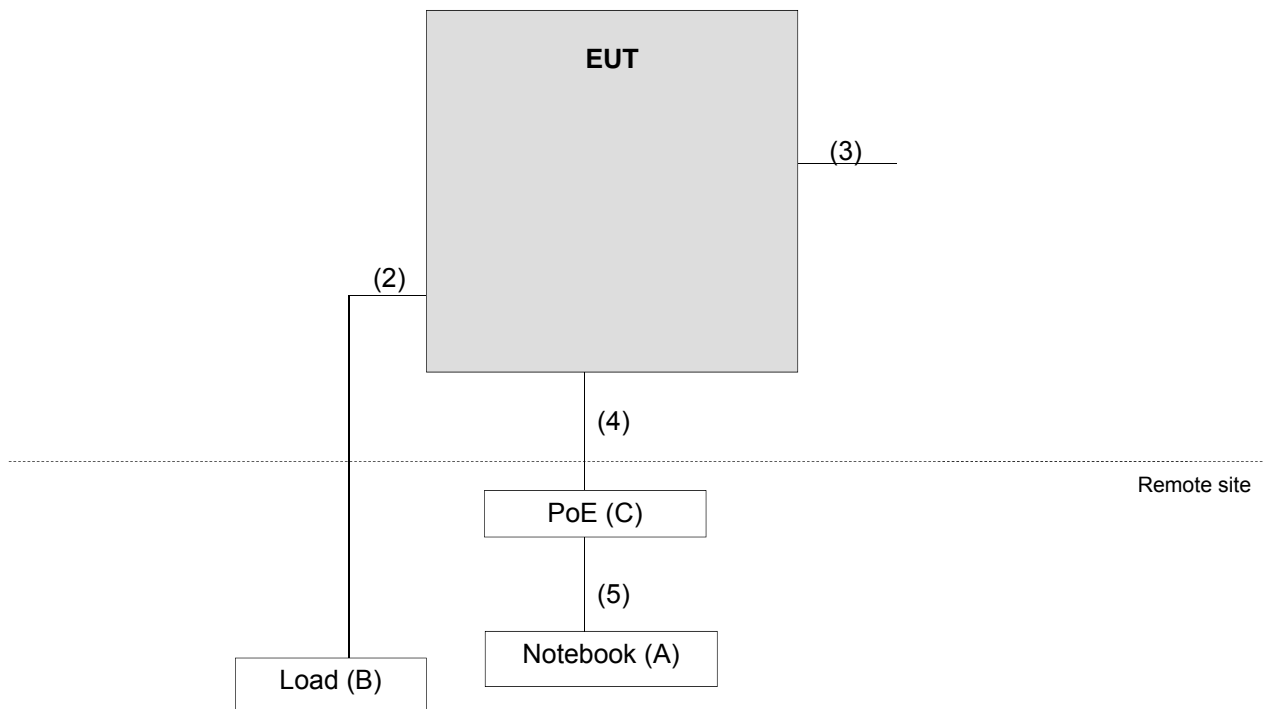 EUT
(3)
(2)
(4)
Remote site
PoE (C)
(5)
Notebook (A)
Load (B)